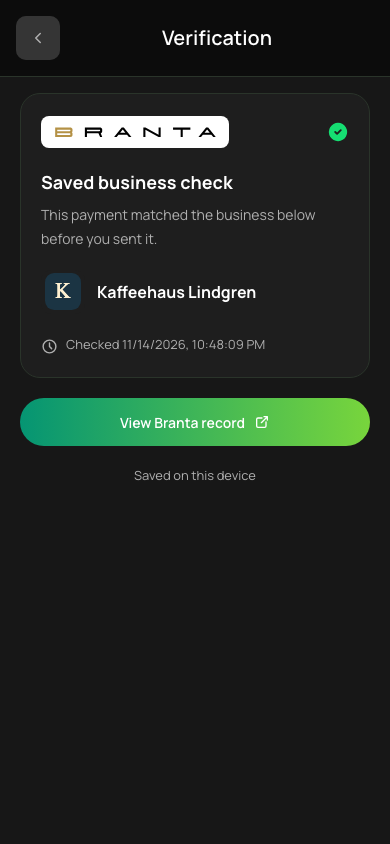 Verification
BRANTA
Saved business check
This payment matched the business below
before you sent it.
K
Kaffeehaus Lindgren
Checked 11/14/2026, 10:48:09 PM
View Branta record
Saved on this device